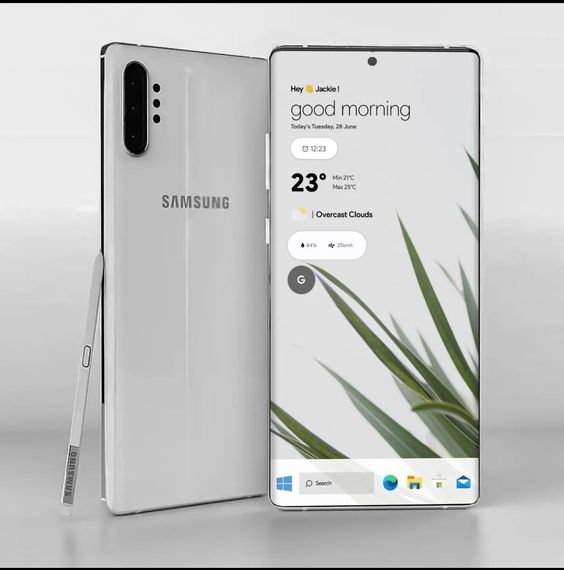 SAMSUNG
SAMSUNG
Hey 👋 Jackie !
good morning
Today's Tuesday, 28 June
12:23
23°
Min 21°C
Max 25°C
| Overcast Clouds
84%
25kmh
G
Search